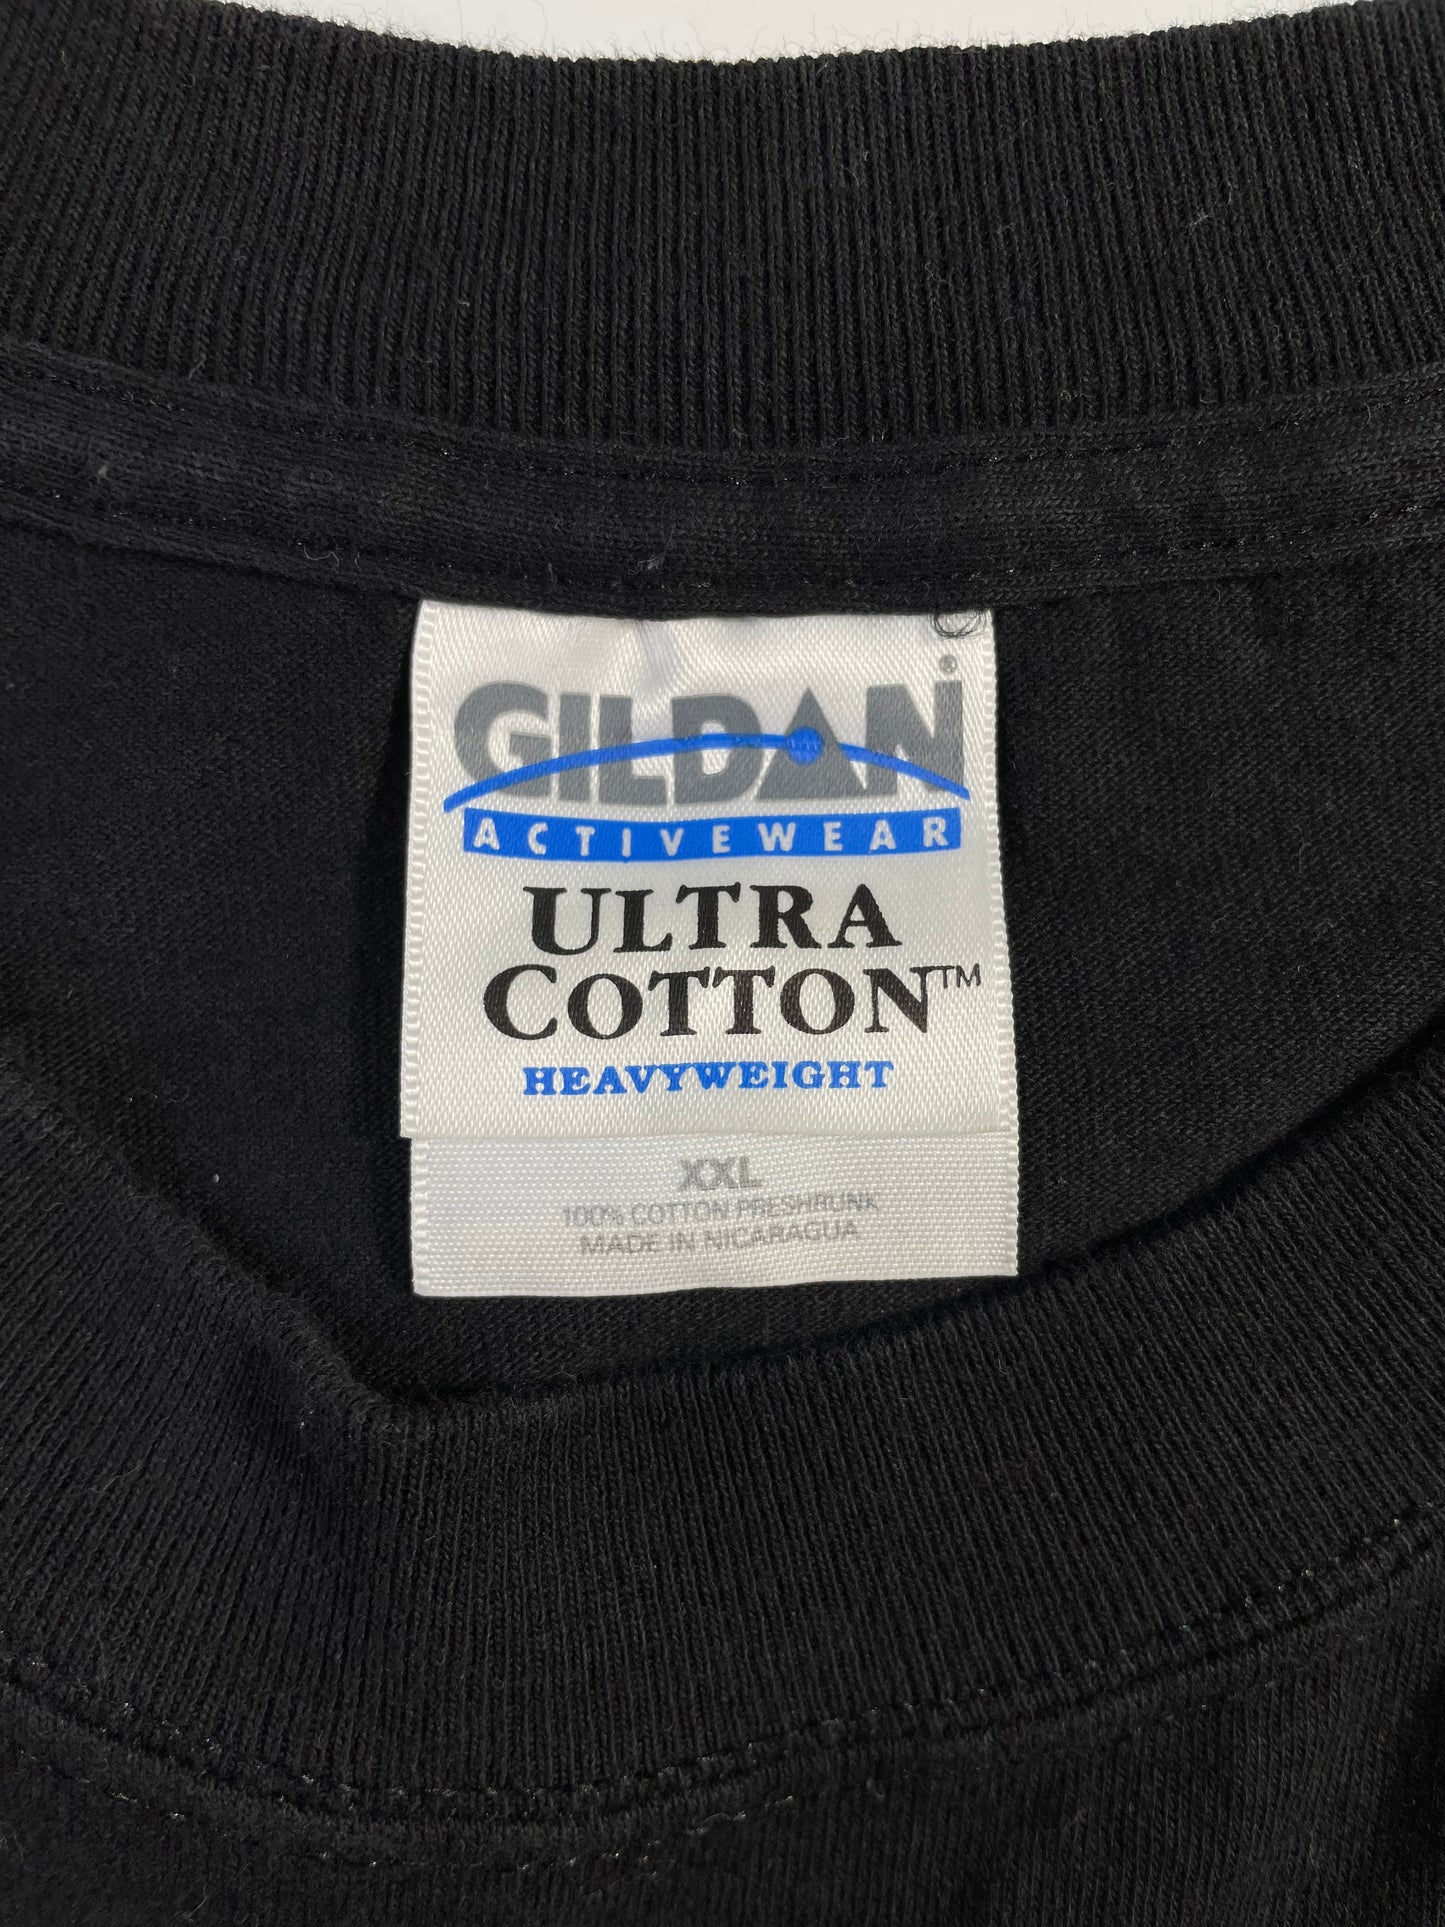 GILDAN®
ACTIVEWEAR
ULTRA
COTTON™
HEAVYWEIGHT
XXL
100% COTTON PRESHRUNK
MADE IN NICARAGUA